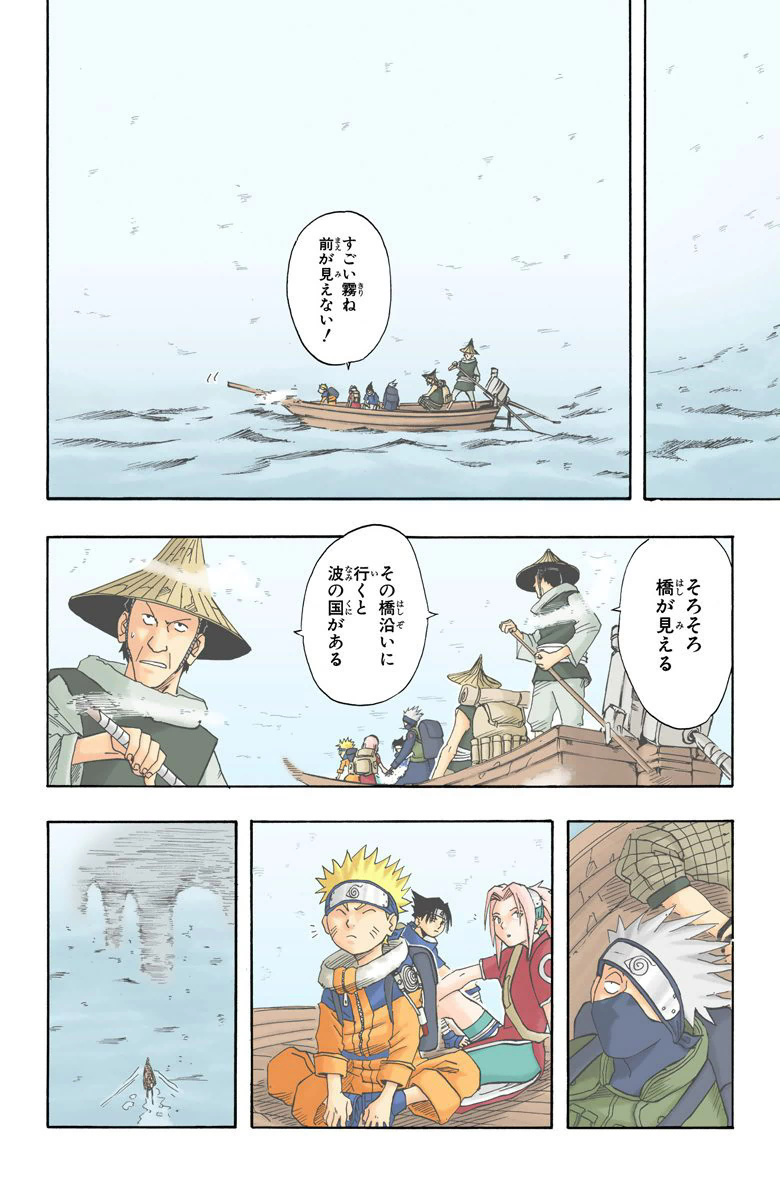 すごい霧ね
前が見えない！
そろそろ
橋が見える
その橋沿いに
行くと
波の国がある